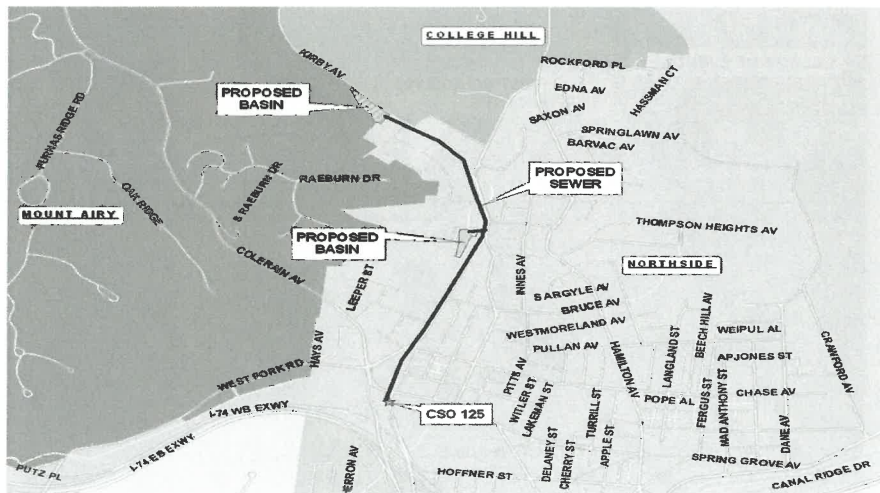 COLLEGE HILL
KIRBY AV
ROCKFORD PL
EDNA AV
HASSMAN CT
PROPOSED
BASIN
SAXON AV
SPRINGLAWN AV
BARVAC AV
FURNAS RIDGE RD
PROPOSED
SEWER
RAEBURN DR
S RAEBURN DR
OAK RIDGE
MOUNT AIRY
THOMPSON HEIGHTS AV
PROPOSED
BASIN
COLERAIN AV
NORTHSIDE
LEEPER ST
INNES AV
S ARGYLE AV
BRUCE AV
WESTMORELAND AV
PULLAN AV
HAMILTON AV
LANGLAND ST
BEECH HILL AV
WEIPUL AL
CRAWFORD AV
APJONES ST
HAYS AV
WEST FORK RD
PITTS AV
WITLER ST
LAKEMAN ST
POPE AL
FERGUS ST
MAD ANTHONY ST
CHASE AV
DANE AV
I-74 WB EXWY
CSO 125
TURRILL ST
APPLE ST
DELANEY ST
CHERRY ST
I-74 EB EXWY
PUTZ PL
HERRON AV
HOFFNER ST
SPRING GROVE AV
CANAL RIDGE DR